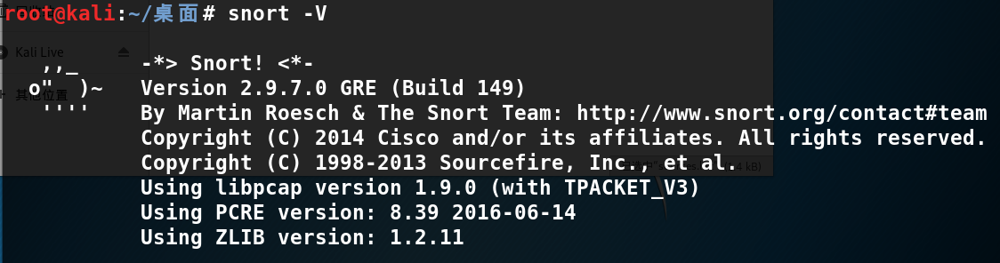 root@kali:~/桌面# snort -V
Kali Live
,,_ -*> Snort! <*-
o" )~ Version 2.9.7.0 GRE (Build 149)
其他位置
'''' By Martin Roesch & The Snort Team: http://www.snort.org/contact#team
Copyright (C) 2014 Cisco and/or its affiliates. All rights reserved.
Copyright (C) 1998-2013 Sourcefire, Inc., et al.
Using libpcap version 1.9.0 (with TPACKET_V3)
Using PCRE version: 8.39 2016-06-14
Using ZLIB version: 1.2.11